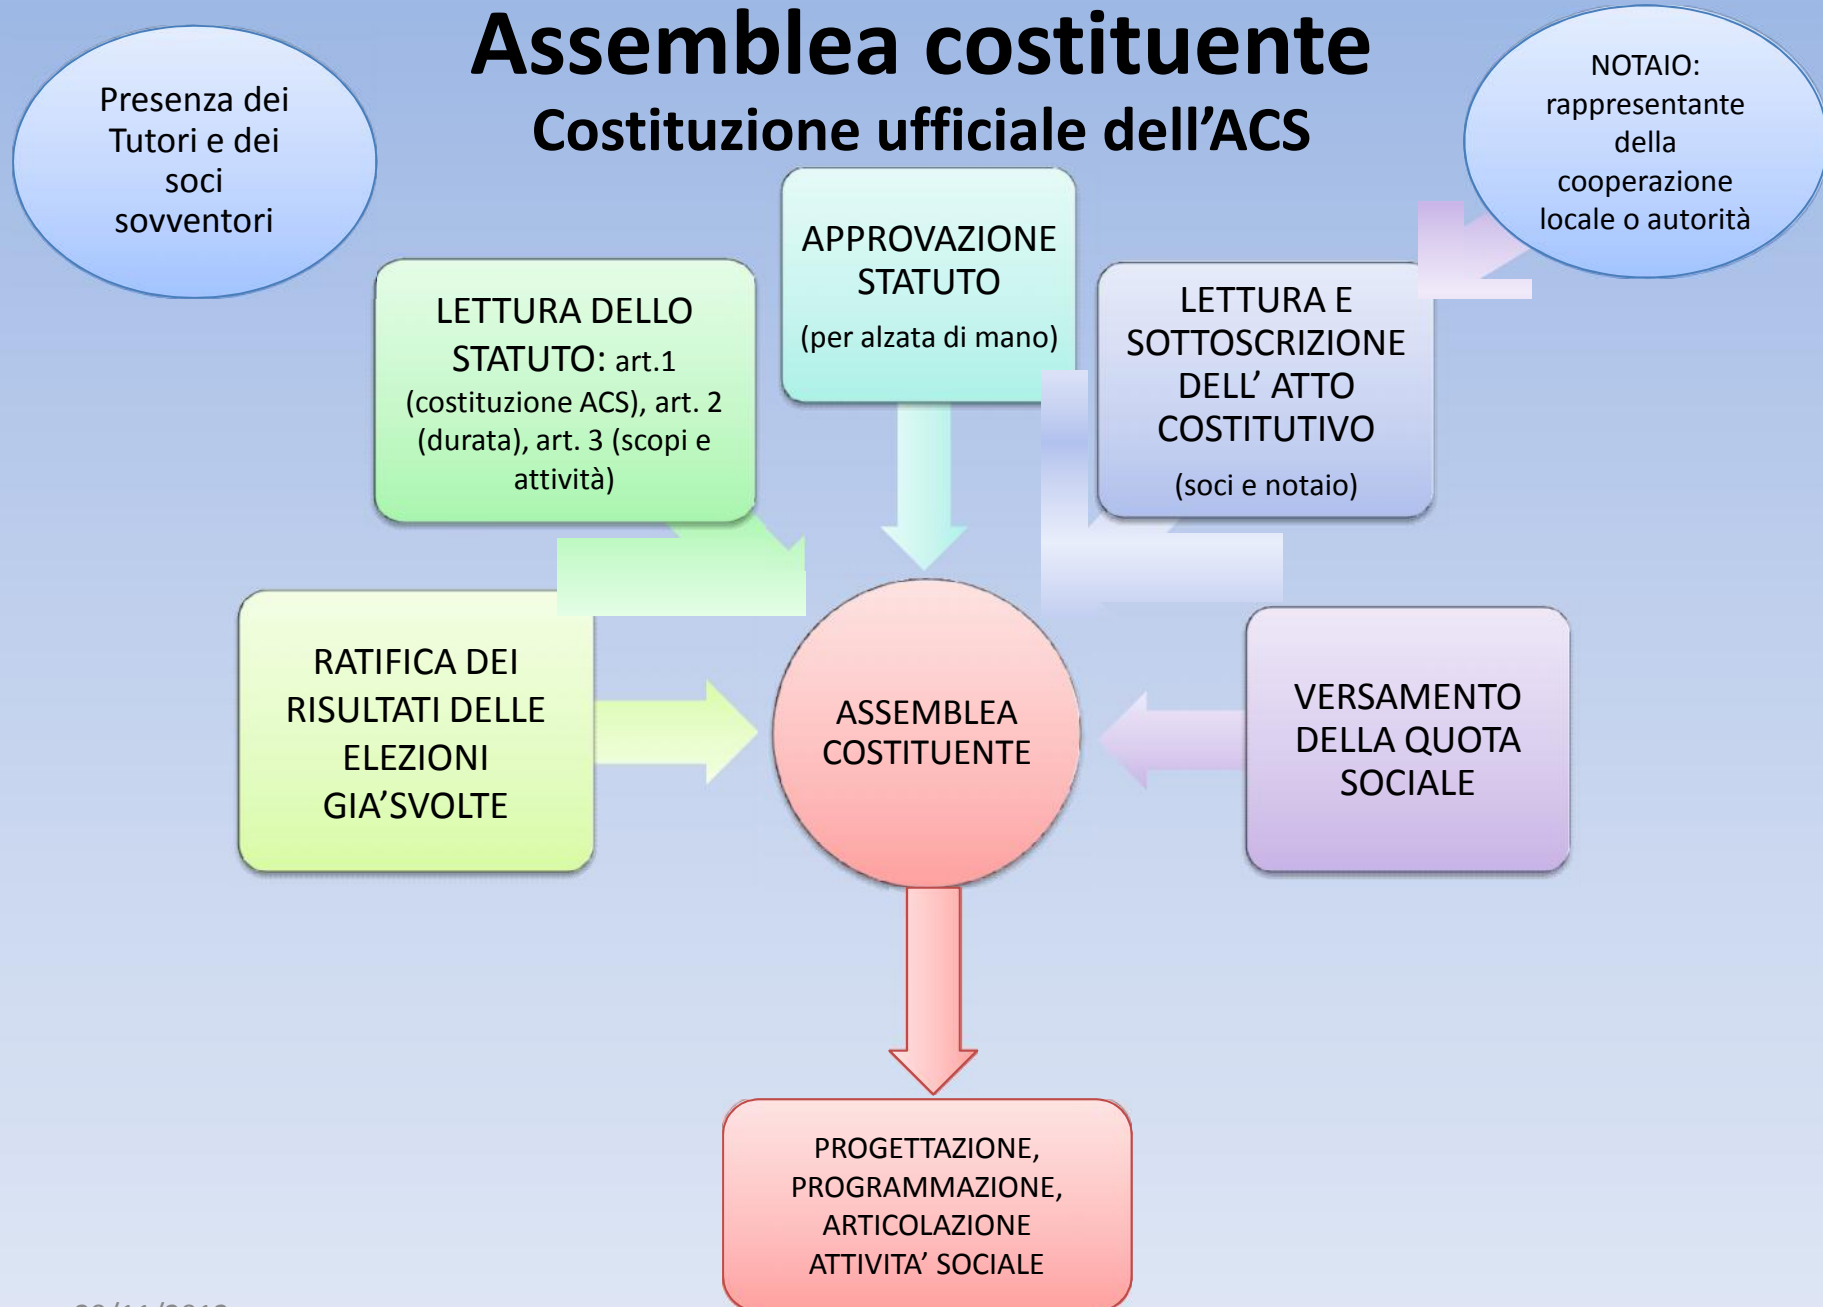 Assemblea costituente
Costituzione ufficiale dell’ACS
Presenza dei
Tutori e dei
soci
sovventori
NOTAIO:
rappresentante
della
cooperazione
locale o autorità
RATIFICA DEI
RISULTATI DELLE
ELEZIONI
GIA’SVOLTE
LETTURA DELLO
STATUTO: art.1
(costituzione ACS), art. 2
(durata), art. 3 (scopi e
attività)
APPROVAZIONE
STATUTO
(per alzata di mano)
LETTURA E
SOTTOSCRIZIONE
DELL’ ATTO
COSTITUTIVO
(soci e notaio)
VERSAMENTO
DELLA QUOTA
SOCIALE
ASSEMBLEA
COSTITUENTE
PROGETTAZIONE,
PROGRAMMAZIONE,
ARTICOLAZIONE
ATTIVITA’ SOCIALE